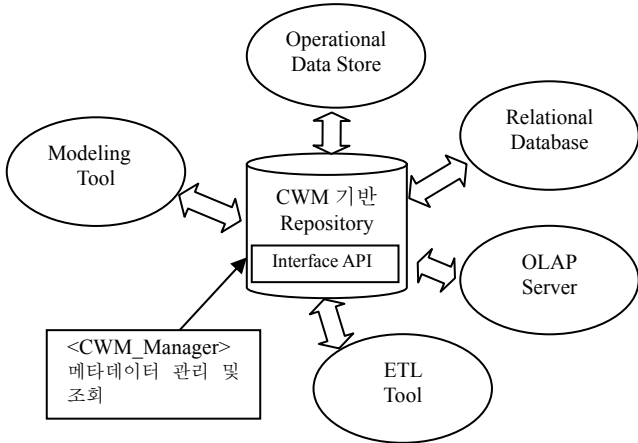 Operational
Data Store
Relational
Database
Modeling
Tool
CWM 기반
Repository
Interface API
OLAP
Server
<CWM_Manager>
메타데이터 관리 및
조회
ETL
Tool